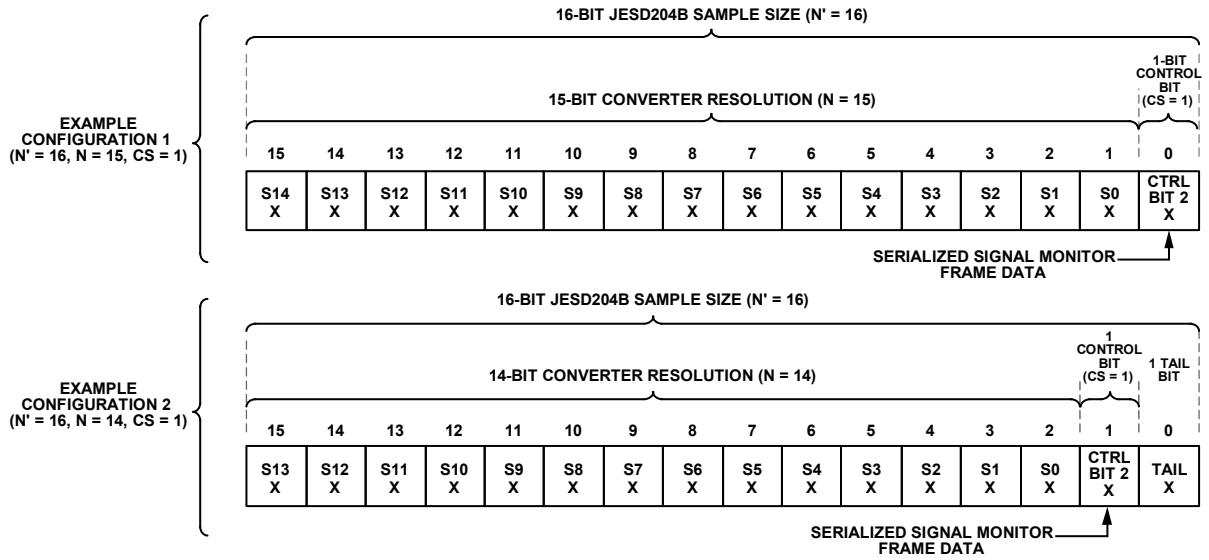 16-BIT JESD204B SAMPLE SIZE (N' = 16)
1-BIT
CONTROL
BIT
(CS = 1)
15-BIT CONVERTER RESOLUTION (N = 15)
EXAMPLE
CONFIGURATION 1
(N' = 16, N = 15, CS = 1)
15 14 13 12 11 10 9 8 7 6 5 4 3 2 1 0
S14 S13 S12 S11 S10 S9 S8 S7 S6 S5 S4 S3 S2 S1 S0 CTRL
BIT 2
X X X X X X X X X X X X X X X X
SERIALIZED SIGNAL MONITOR
FRAME DATA
16-BIT JESD204B SAMPLE SIZE (N' = 16)
1
CONTROL
BIT
(CS = 1)
1 TAIL
BIT
14-BIT CONVERTER RESOLUTION (N = 14)
EXAMPLE
CONFIGURATION 2
(N' = 16, N = 14, CS = 1)
15 14 13 12 11 10 9 8 7 6 5 4 3 2 1 0
S13 S12 S11 S10 S9 S8 S7 S6 S5 S4 S3 S2 S1 S0 CTRL
BIT 2 TAIL
X X X X X X X X X X X X X X X X
SERIALIZED SIGNAL MONITOR
FRAME DATA